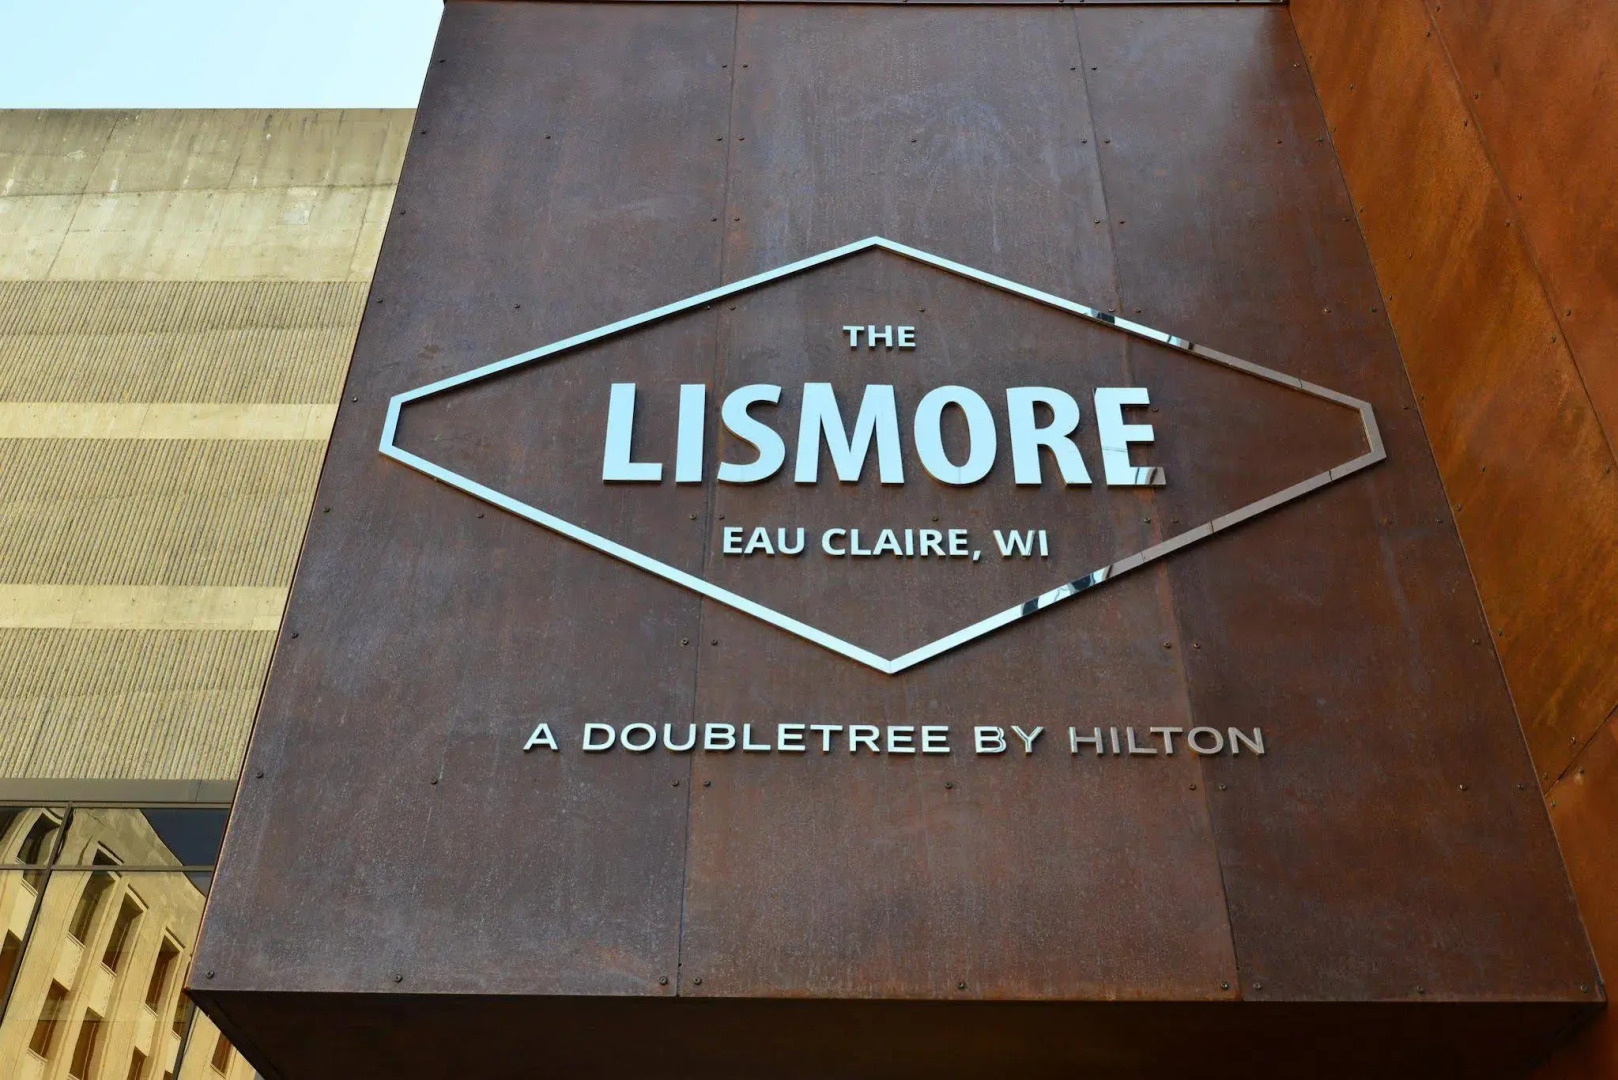 THE
LISMORE
EAU CLAIRE, WI
A DOUBLETREE BY HILTON